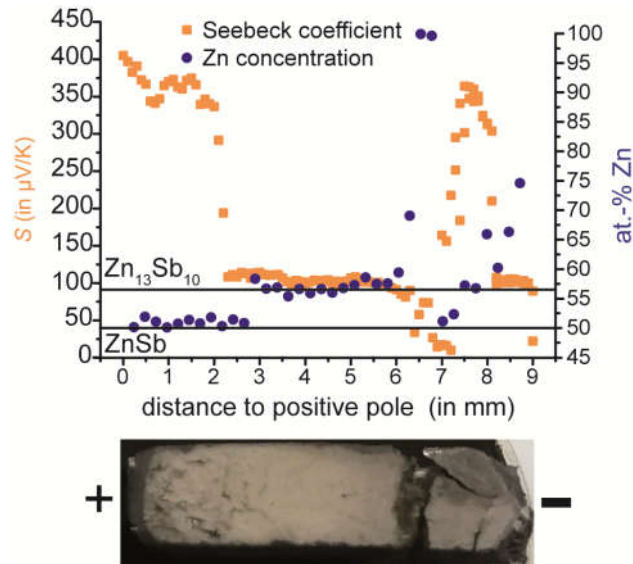 Seebeck coefficient
Zn concentration
S (in µV/K)
450
400
350
300
250
200
150
100
50
0
Zn₁₃Sb₁₀
ZnSb
100
95
90
85
80
75
70
65
60
55
50
45
at.-% Zn
0 1 2 3 4 5 6 7 8 9
distance to positive pole (in mm)
+ −